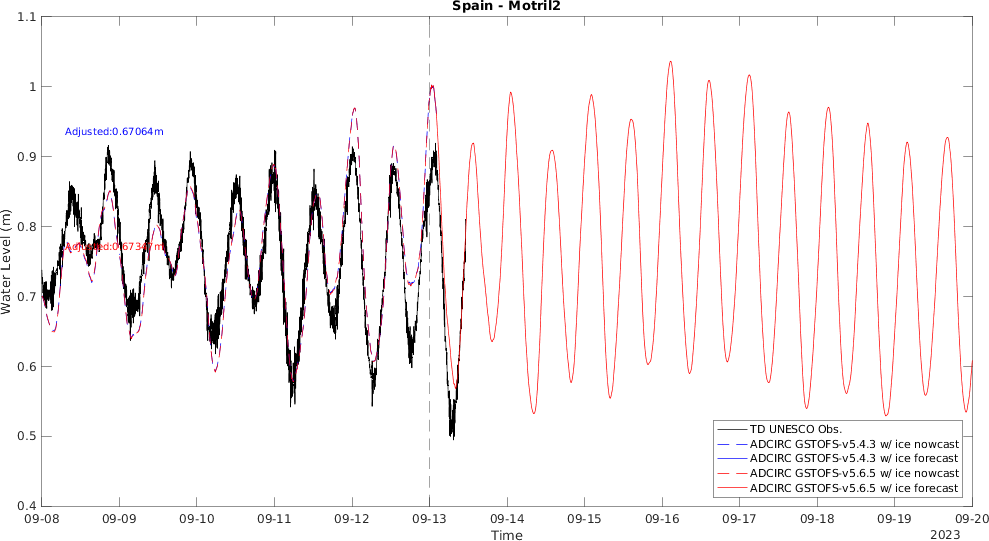 Spain - Motril2
1.1
1
0.9
0.8
0.7
0.6
0.5
0.4
Water Level (m)
Adjusted:0.67064m
TD UNESCO Obs.
ADCIRC GSTOFS-v5.4.3 w/ ice nowcast
ADCIRC GSTOFS-v5.4.3 w/ ice forecast
ADCIRC GSTOFS-v5.6.5 w/ ice nowcast
ADCIRC GSTOFS-v5.6.5 w/ ice forecast
09-08 09-09 09-10 09-11 09-12 09-13 09-14 09-15 09-16 09-17 09-18 09-19 09-20
Time
2023